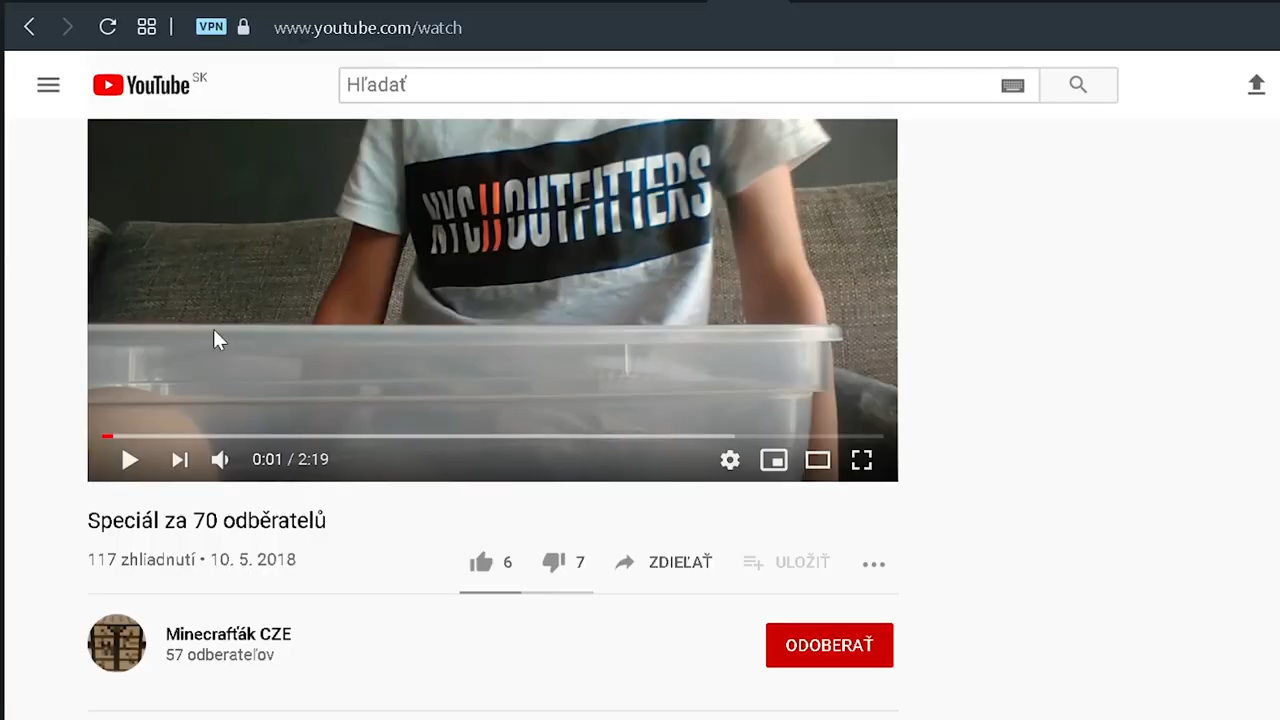 VPN www.youtube.com/watch
YouTube SK
Hľadať
NYC//OUTFITTERS
0:01 / 2:19
Speciál za 70 odběratelů
117 zhliadnutí • 10. 5. 2018
6 7 ZDIEĽAŤ ULOŽIŤ
Minecrafťák CZE
57 odberateľov
ODOBERAŤ